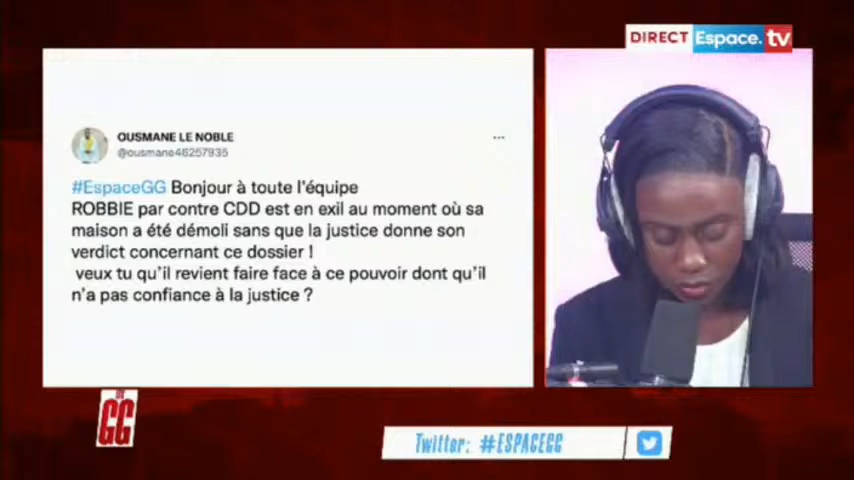 DIRECT Espace.tv
OUSMANE LE NOBLE
@ousmane46257935
#EspaceGG Bonjour à toute l'équipe
ROBBIE par contre CDD est en exil au moment où sa
maison a été démoli sans que la justice donne son
verdict concernant ce dossier !
veux tu qu'il revient faire face à ce pouvoir dont qu'il
n'a pas confiance à la justice ?
GG
Twitter: #ESPACEGG